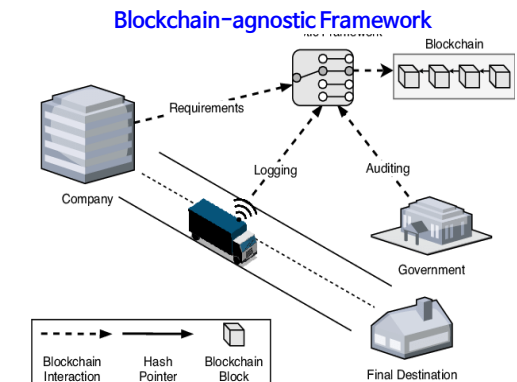 Blockchain-agnostic Framework
Blockchain
Requirements
Logging
Auditing
Company
Government
Final Destination
Blockchain
Interaction
Hash
Pointer
Blockchain
Block